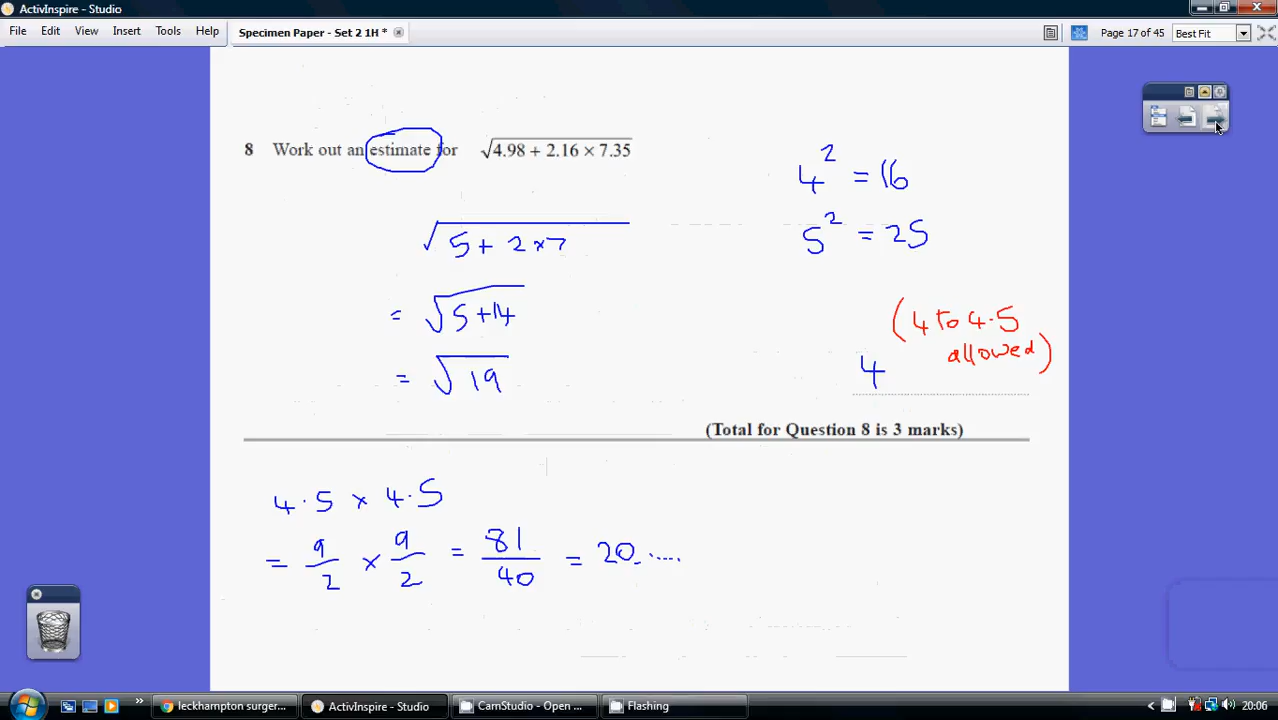 ActivInspire - Studio
File Edit View Insert Tools Help
Specimen Paper - Set 2 1H *
Page 17 of 45
Best Fit
8 Work out an estimate for √4.98 + 2.16 × 7.35
√5 + 2 × 7
= √5 + 14
= √19
4² = 16
5² = 25
(4 to 4.5
allowed)
4
(Total for Question 8 is 3 marks)
4.5 × 4.5
= 9/2 × 9/2 = 81/40 = 20.....
leckhampton surger...
ActivInspire - Studio
CamStudio - Open ...
Flashing
20:06